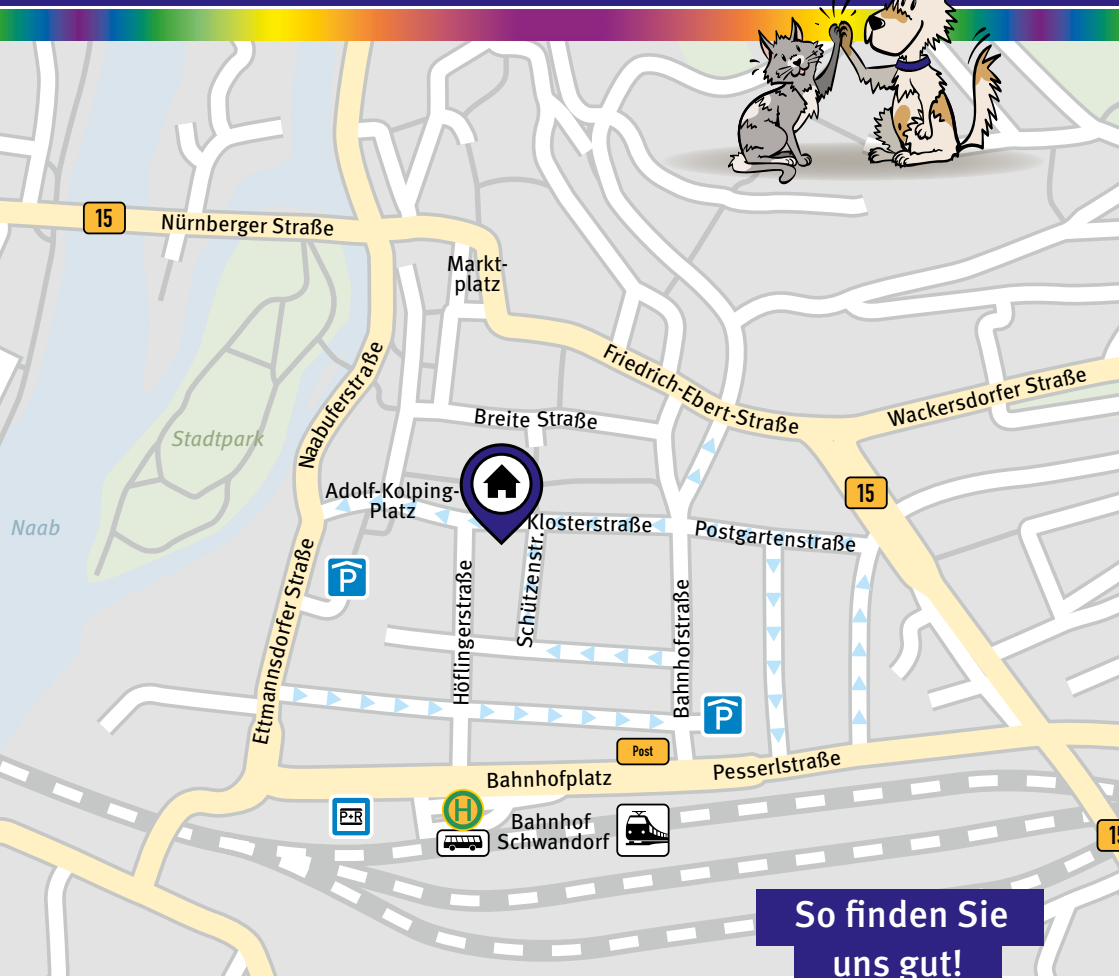 15
Nürnberger Straße
Markt-
platz
Friedrich-Ebert-Straße
Wackersdorfer Straße
Naabuferstraße
Breite Straße
Stadtpark
Adolf-Kolping-
Platz
15
Naab
Klosterstraße
Postgartenstraße
Schützenstr.
Ettmannsdorfer Straße
P
Höflingerstraße
Bahnhofstraße
P
Post
Bahnhofplatz
Pesserlstraße
P+R
H
Bahnhof
Schwandorf
15
So finden Sie
uns gut!